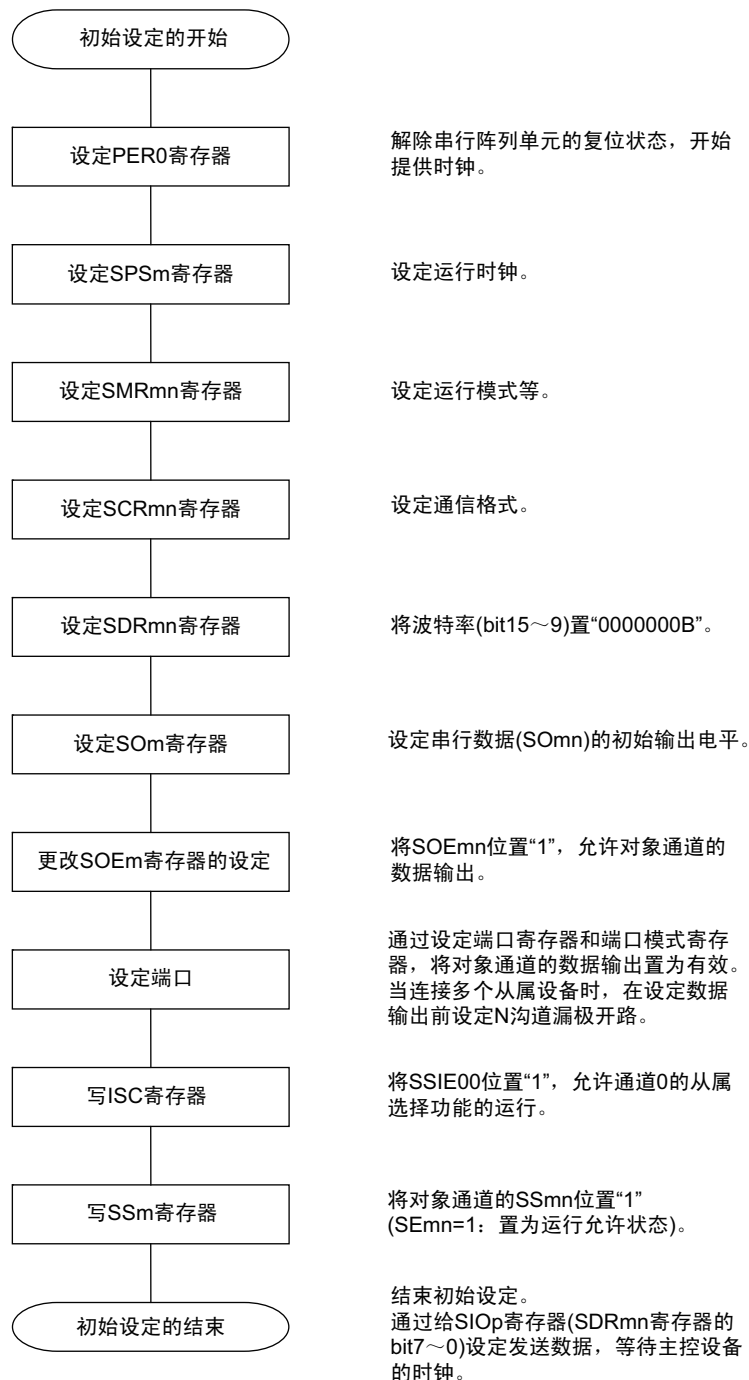 初始设定的开始
设定PER0寄存器
解除串行阵列单元的复位状态，开始
提供时钟。
设定SPSm寄存器
设定运行时钟。
设定SMRmn寄存器
设定运行模式等。
设定SCRmn寄存器
设定通信格式。
设定SDRmn寄存器
将波特率(bit15～9)置“0000000B”。
设定SOm寄存器
设定串行数据(SOmn)的初始输出电平。
更改SOEm寄存器的设定
将SOEmn位置“1”，允许对象通道的
数据输出。
设定端口
通过设定端口寄存器和端口模式寄存
器，将对象通道的数据输出置为有效。
当连接多个从属设备时，在设定数据
输出前设定N沟道漏极开路。
写ISC寄存器
将SSIE00位置“1”，允许通道0的从属
选择功能的运行。
写SSm寄存器
将对象通道的SSmn位置“1”
(SEmn=1：置为运行允许状态)。
初始设定的结束
结束初始设定。
通过给SIOp寄存器(SDRmn寄存器的
bit7～0)设定发送数据，等待主控设备
的时钟。